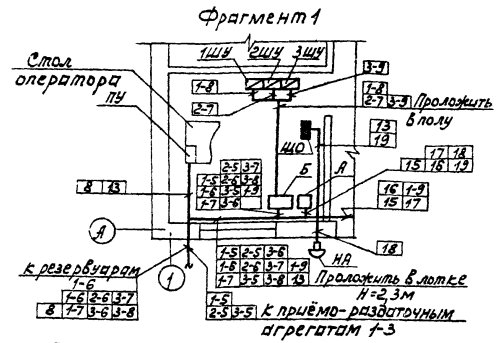 Фрагмент 1
1ШУ 2ШУ 3ШУ
Стол
оператора
ПУ
1-8
3-9
2-7
1-8
2-7 3-9 Проложить
в полу
13
19
ЩО
17 18
15 16 19
Б
А
2-5 3-7
1-5 2-6 3-8
1-6 3-5 1-9
1-7 3-6
8 13
16 1-9
15 17
А
1
18
НА
1-5 2-5 3-6
1-6 2-6 3-7 1-9
1-7 3-5 3-8 13
Проложить в лотке
Н=2,3м
к резервуарам
1-6
1-6 2-6 3-7
8 1-7 3-6 3-8
1-5
2-5 3-5
к приёмо-раздаточным
агрегатам 1-3